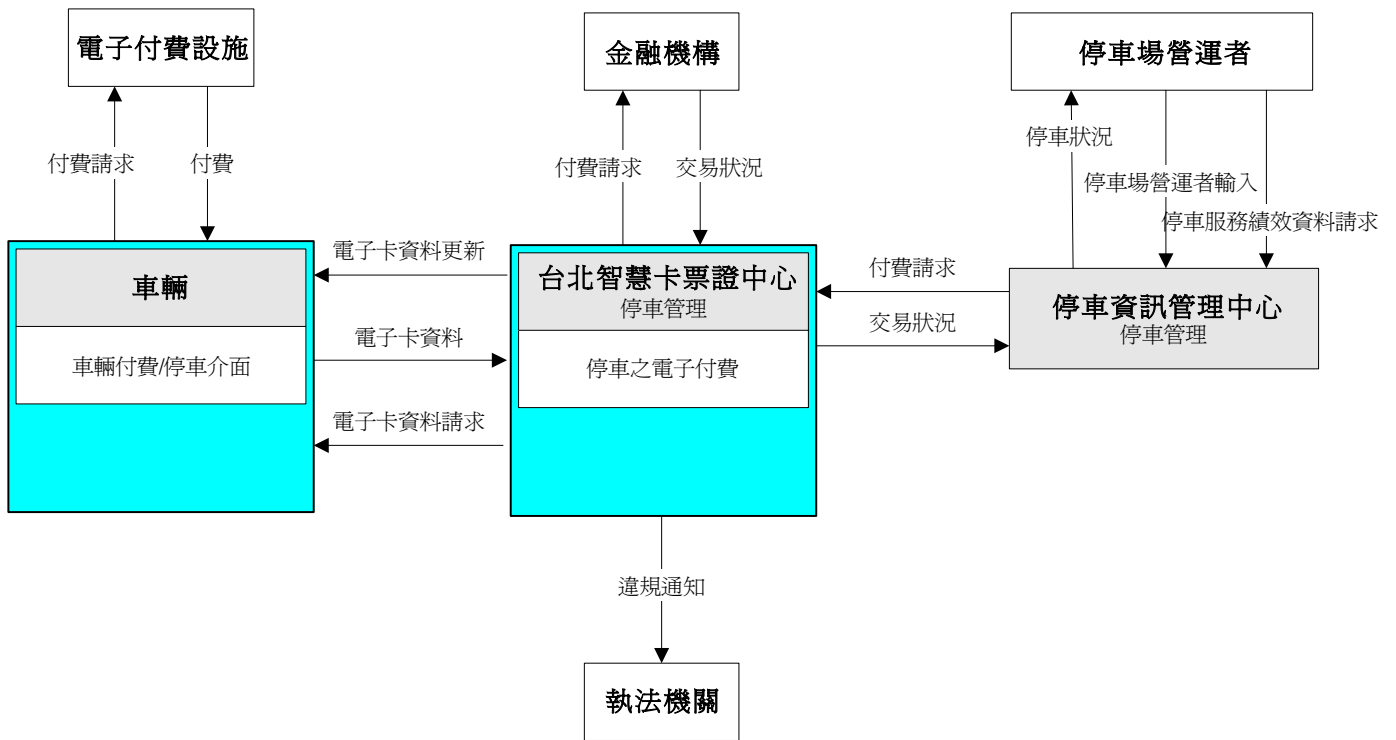 電子付費設施
金融機構
停車場營運者
付費請求
付費
付費請求
交易狀況
停車狀況
停車場營運者輸入
停車服務績效資料請求
車輛
車輛付費/停車介面
電子卡資料更新
電子卡資料
電子卡資料請求
台北智慧卡票證中心
停車管理
停車之電子付費
付費請求
交易狀況
停車資訊管理中心
停車管理
違規通知
執法機關